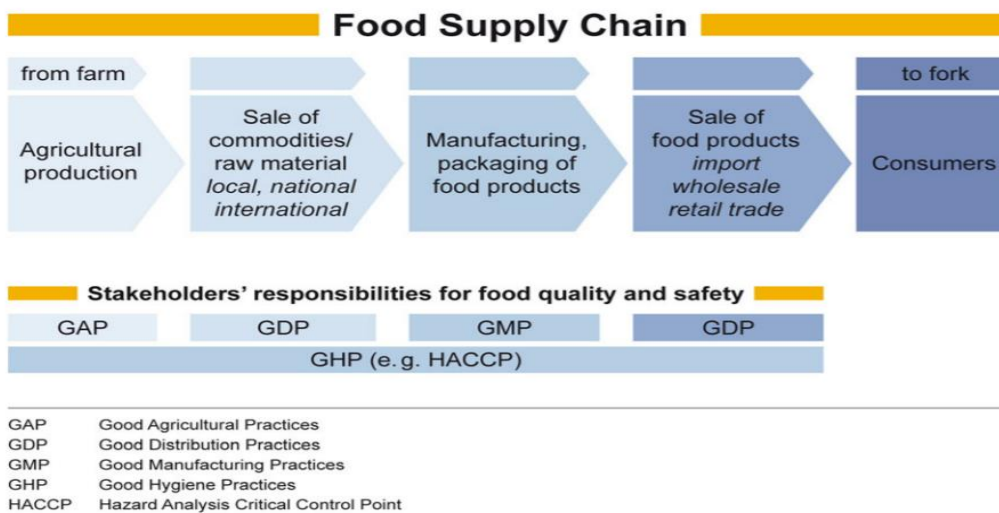 Food Supply Chain
from farm
to fork
Agricultural
production
Sale of
commodities/
raw material
local, national
international
Manufacturing,
packaging of
food products
Sale of
food products
import
wholesale
retail trade
Consumers
Stakeholders' responsibilities for food quality and safety
GAP
GDP
GMP
GDP
GHP (e. g. HACCP)
GAP Good Agricultural Practices
GDP Good Distribution Practices
GMP Good Manufacturing Practices
GHP Good Hygiene Practices
HACCP Hazard Analysis Critical Control Point